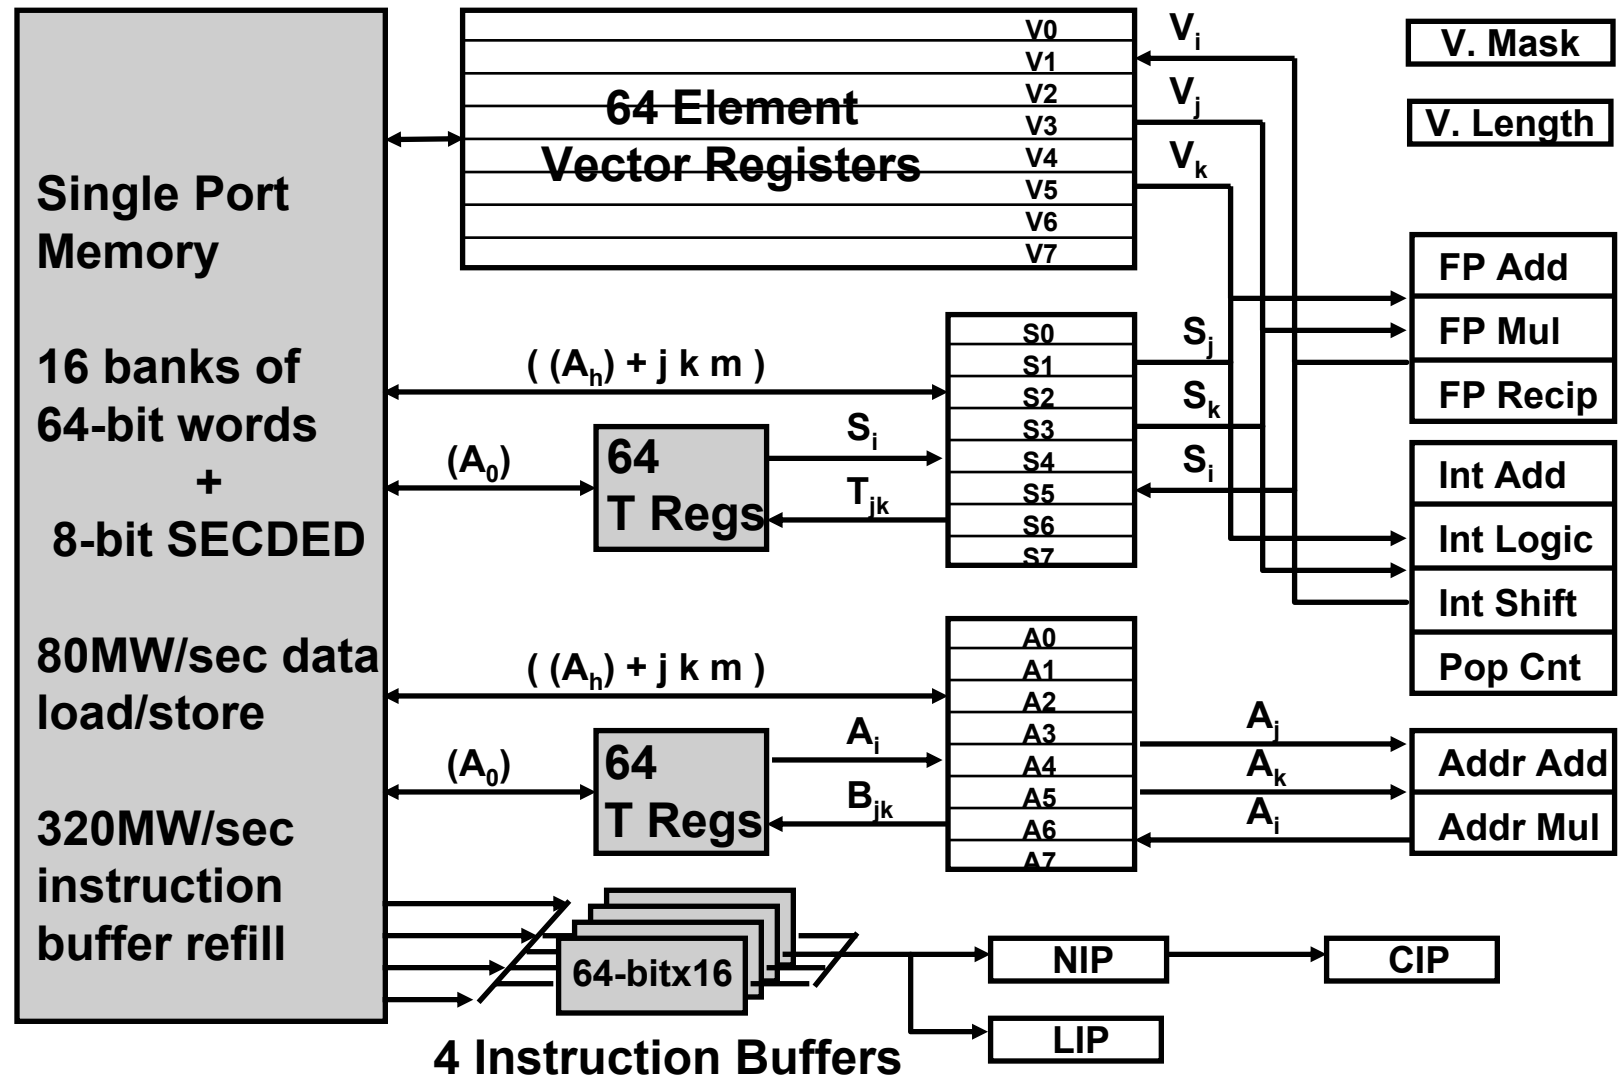 Single Port
Memory
16 banks of
64-bit words
+
8-bit SECDED
80MW/sec data
load/store
320MW/sec
instruction
buffer refill
64 Element
Vector Registers
V0
V1
V2
V3
V4
V5
V6
V7
Vi
Vj
Vk
V. Mask
V. Length
FP Add
FP Mul
FP Recip
( (Ah) + j k m )
(A0)
64
T Regs
Si
Tjk
S0
S1
S2
S3
S4
S5
S6
S7
Sj
Sk
Si
Int Add
Int Logic
Int Shift
Pop Cnt
( (Ah) + j k m )
(A0)
64
T Regs
Ai
Bjk
A0
A1
A2
A3
A4
A5
A6
A7
Aj
Ak
Ai
Addr Add
Addr Mul
64-bitx16
4 Instruction Buffers
NIP
CIP
LIP